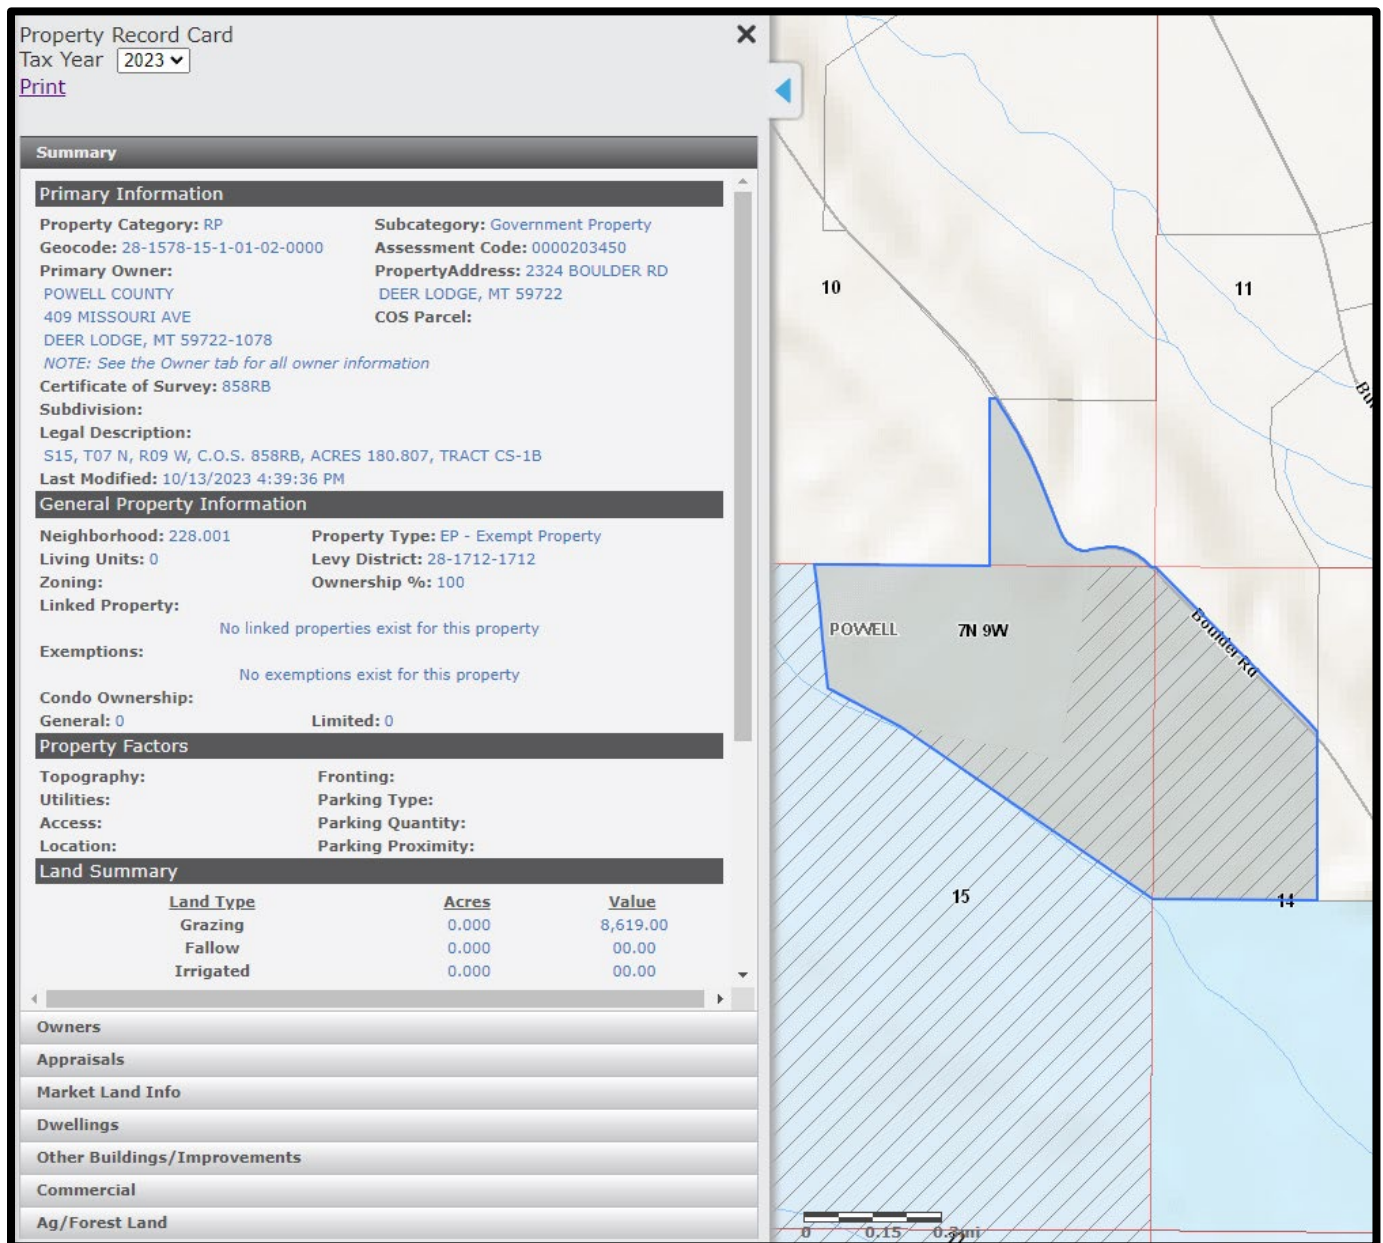 Property Record Card
Tax Year 2023
Print
Summary
Primary Information
Property Category: RP Subcategory: Government Property
Geocode: 28-1578-15-1-01-02-0000 Assessment Code: 0000203450
Primary Owner: PropertyAddress: 2324 BOULDER RD
POWELL COUNTY DEER LODGE, MT 59722
409 MISSOURI AVE COS Parcel:
DEER LODGE, MT 59722-1078
NOTE: See the Owner tab for all owner information
Certificate of Survey: 858RB
Subdivision:
Legal Description:
S15, T07 N, R09 W, C.O.S. 858RB, ACRES 180.807, TRACT CS-1B
Last Modified: 10/13/2023 4:39:36 PM
General Property Information
Neighborhood: 228.001 Property Type: EP - Exempt Property
Living Units: 0 Levy District: 28-1712-1712
Zoning: Ownership %: 100
Linked Property:
No linked properties exist for this property
Exemptions:
No exemptions exist for this property
Condo Ownership:
General: 0 Limited: 0
Property Factors
Topography: Fronting:
Utilities: Parking Type:
Access: Parking Quantity:
Location: Parking Proximity:
Land Summary
Land Type Acres Value
Grazing 0.000 8,619.00
Fallow 0.000 00.00
Irrigated 0.000 00.00
Owners
Appraisals
Market Land Info
Dwellings
Other Buildings/Improvements
Commercial
Ag/Forest Land
10
11
POWELL
7N 9W
Boulder Rd
15
14
0 0.15 0.3mi